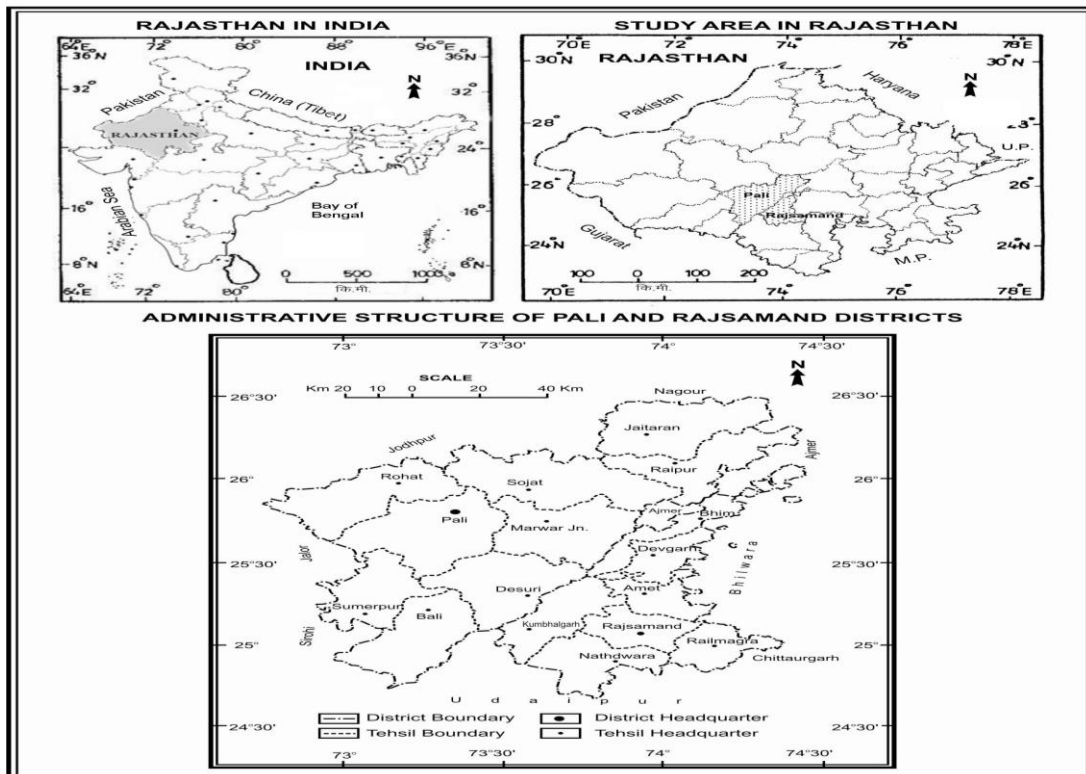 RAJASTHAN IN INDIA
64°E 72° 80° 88° 96°E
36°N 36°N
INDIA
N
32° 32°
Pakistan
China (Tibet)
RAJASTHAN
24° 24°
Arabian Sea
Bay of
Bengal
16° 16°
8°N 8°N
0 500 1000
कि.मी.
64°E 72° 80° 88° 96°E
STUDY AREA IN RAJASTHAN
70°E 72° 74° 76° 78°E
30°N 30°N
RAJASTHAN
Haryana
N
Pakistan
28° 28°
U.P.
26° 26°
Pali
Rajsamand
Gujarat
24°N 24°N
M.P.
100 0 100 200
कि.मी.
70°E 72° 74° 76° 78°E
ADMINISTRATIVE STRUCTURE OF PALI AND RAJSAMAND DISTRICTS
73° 73°30' 74° 74°30'
N
SCALE
Km 20 10 0 20 40 Km
Nagour
26°30' 26°30'
Jaitaran
Jodhpur
Ajmer
Raipur
26° 26°
Rohat
Sojat
Pali
Ajmer
Bhim
Marwar Jn.
Devgarh
Jalor
Bhilwara
25°30' 25°30'
Desuri
Amet
Sumerpur
Bali
Kumbhalgarh
Rajsamand
Sirohi
25° 25°
Railmagra
Nathdwara
Chittaurgarh
Udaipur
District Boundary
District Headquarter
24°30' 24°30'
Tehsil Boundary
Tehsil Headquarter
73° 73°30' 74° 74°30'